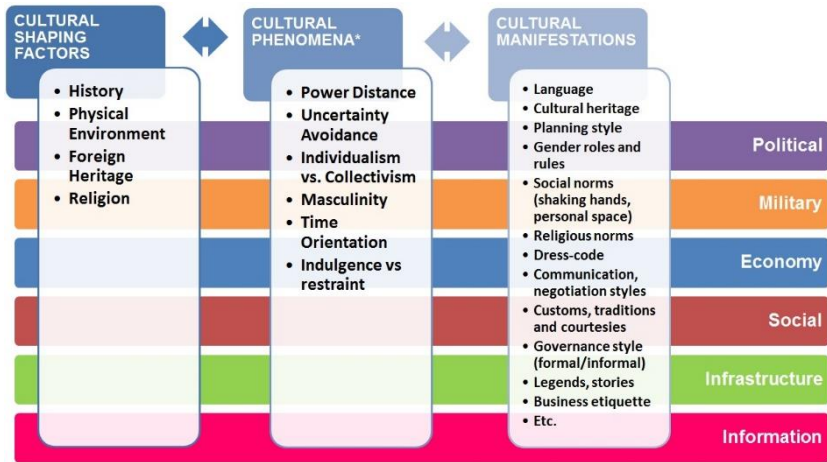 CULTURAL
SHAPING
FACTORS
• History
• Physical
Environment
• Foreign
Heritage
• Religion
CULTURAL
PHENOMENA*
• Power Distance
• Uncertainty
Avoidance
• Individualism
vs. Collectivism
• Masculinity
• Time
Orientation
• Indulgence vs
restraint
CULTURAL
MANIFESTATIONS
• Language
• Cultural heritage
• Planning style
• Gender roles and
rules
• Social norms
(shaking hands,
personal space)
• Religious norms
• Dress-code
• Communication,
negotiation styles
• Customs, traditions
and courtesies
• Governance style
(formal/informal)
• Legends, stories
• Business etiquette
• Etc.
Political
Military
Economy
Social
Infrastructure
Information